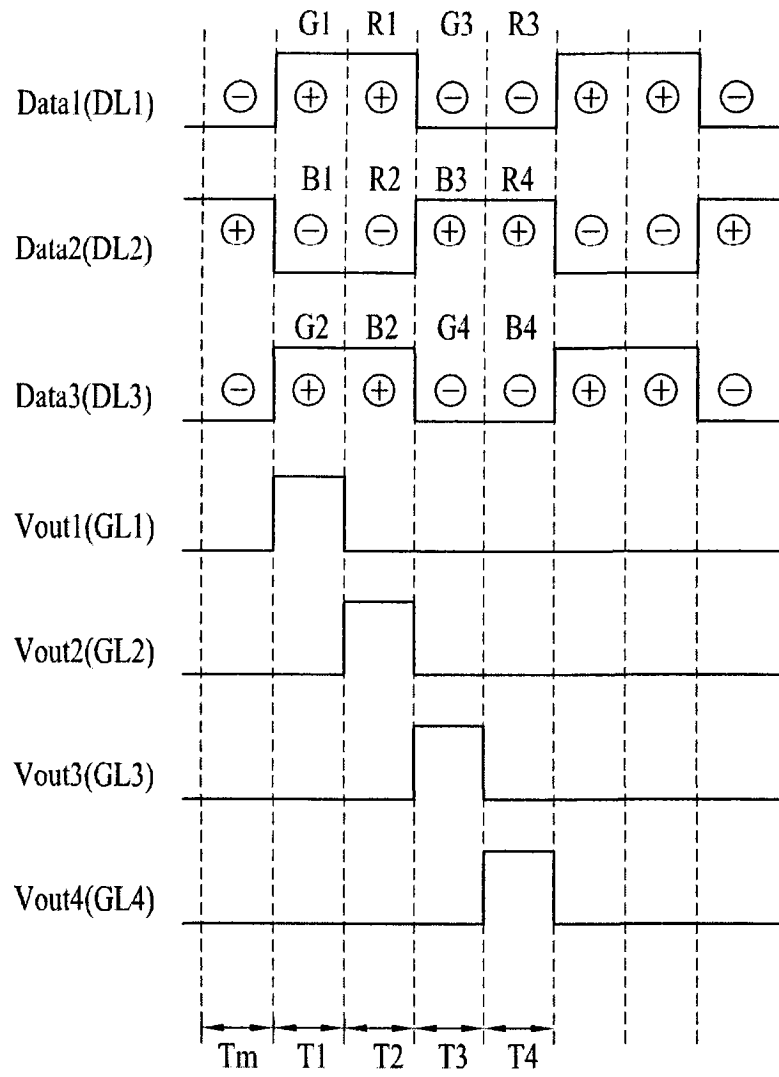 G1 R1 G3 R3
Data1(DL1) − + + − − + + −
B1 R2 B3 R4
Data2(DL2) + − − + + − − +
G2 B2 G4 B4
Data3(DL3) − + + − − + + −
Vout1(GL1)
Vout2(GL2)
Vout3(GL3)
Vout4(GL4)
Tm T1 T2 T3 T4